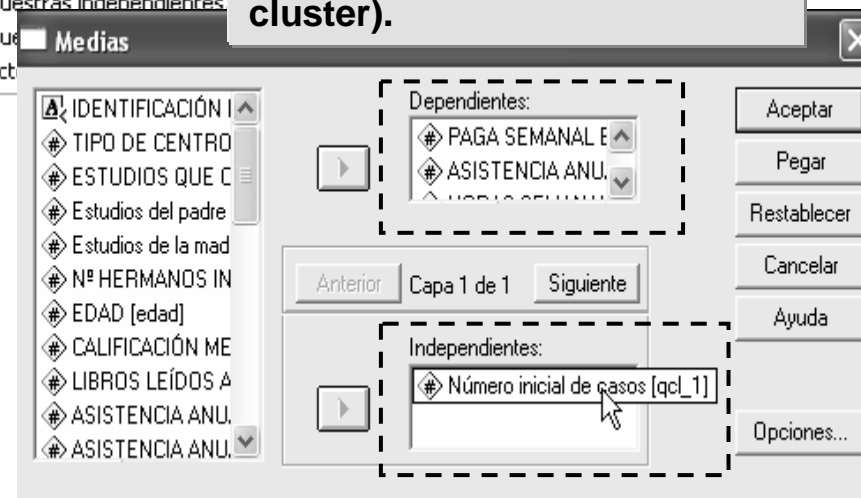 uestras independientes
cluster).
Medias
IDENTIFICACIÓN
TIPO DE CENTRO
ESTUDIOS QUE C
Estudios del padre
Estudios de la mad
Nº HERMANOS IN
EDAD [edad]
CALIFICACIÓN ME
LIBROS LEÍDOS A
ASISTENCIA ANU.
ASISTENCIA ANU.
Dependientes:
PAGA SEMANAL E
ASISTENCIA ANU.
Anterior Capa 1 de 1 Siguiente
Independientes:
Número inicial de casos [qcl_1]
Aceptar
Pegar
Restablecer
Cancelar
Ayuda
Opciones...